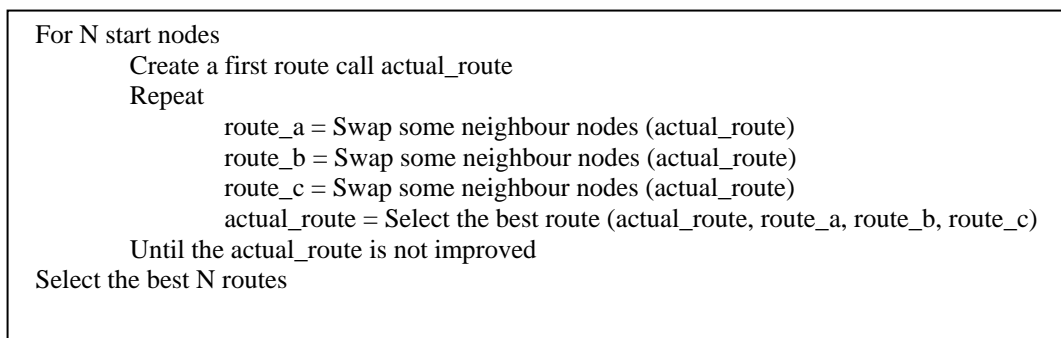 For N start nodes
Create a first route call actual_route
Repeat
route_a = Swap some neighbour nodes (actual_route)
route_b = Swap some neighbour nodes (actual_route)
route_c = Swap some neighbour nodes (actual_route)
actual_route = Select the best route (actual_route, route_a, route_b, route_c)
Until the actual_route is not improved
Select the best N routes